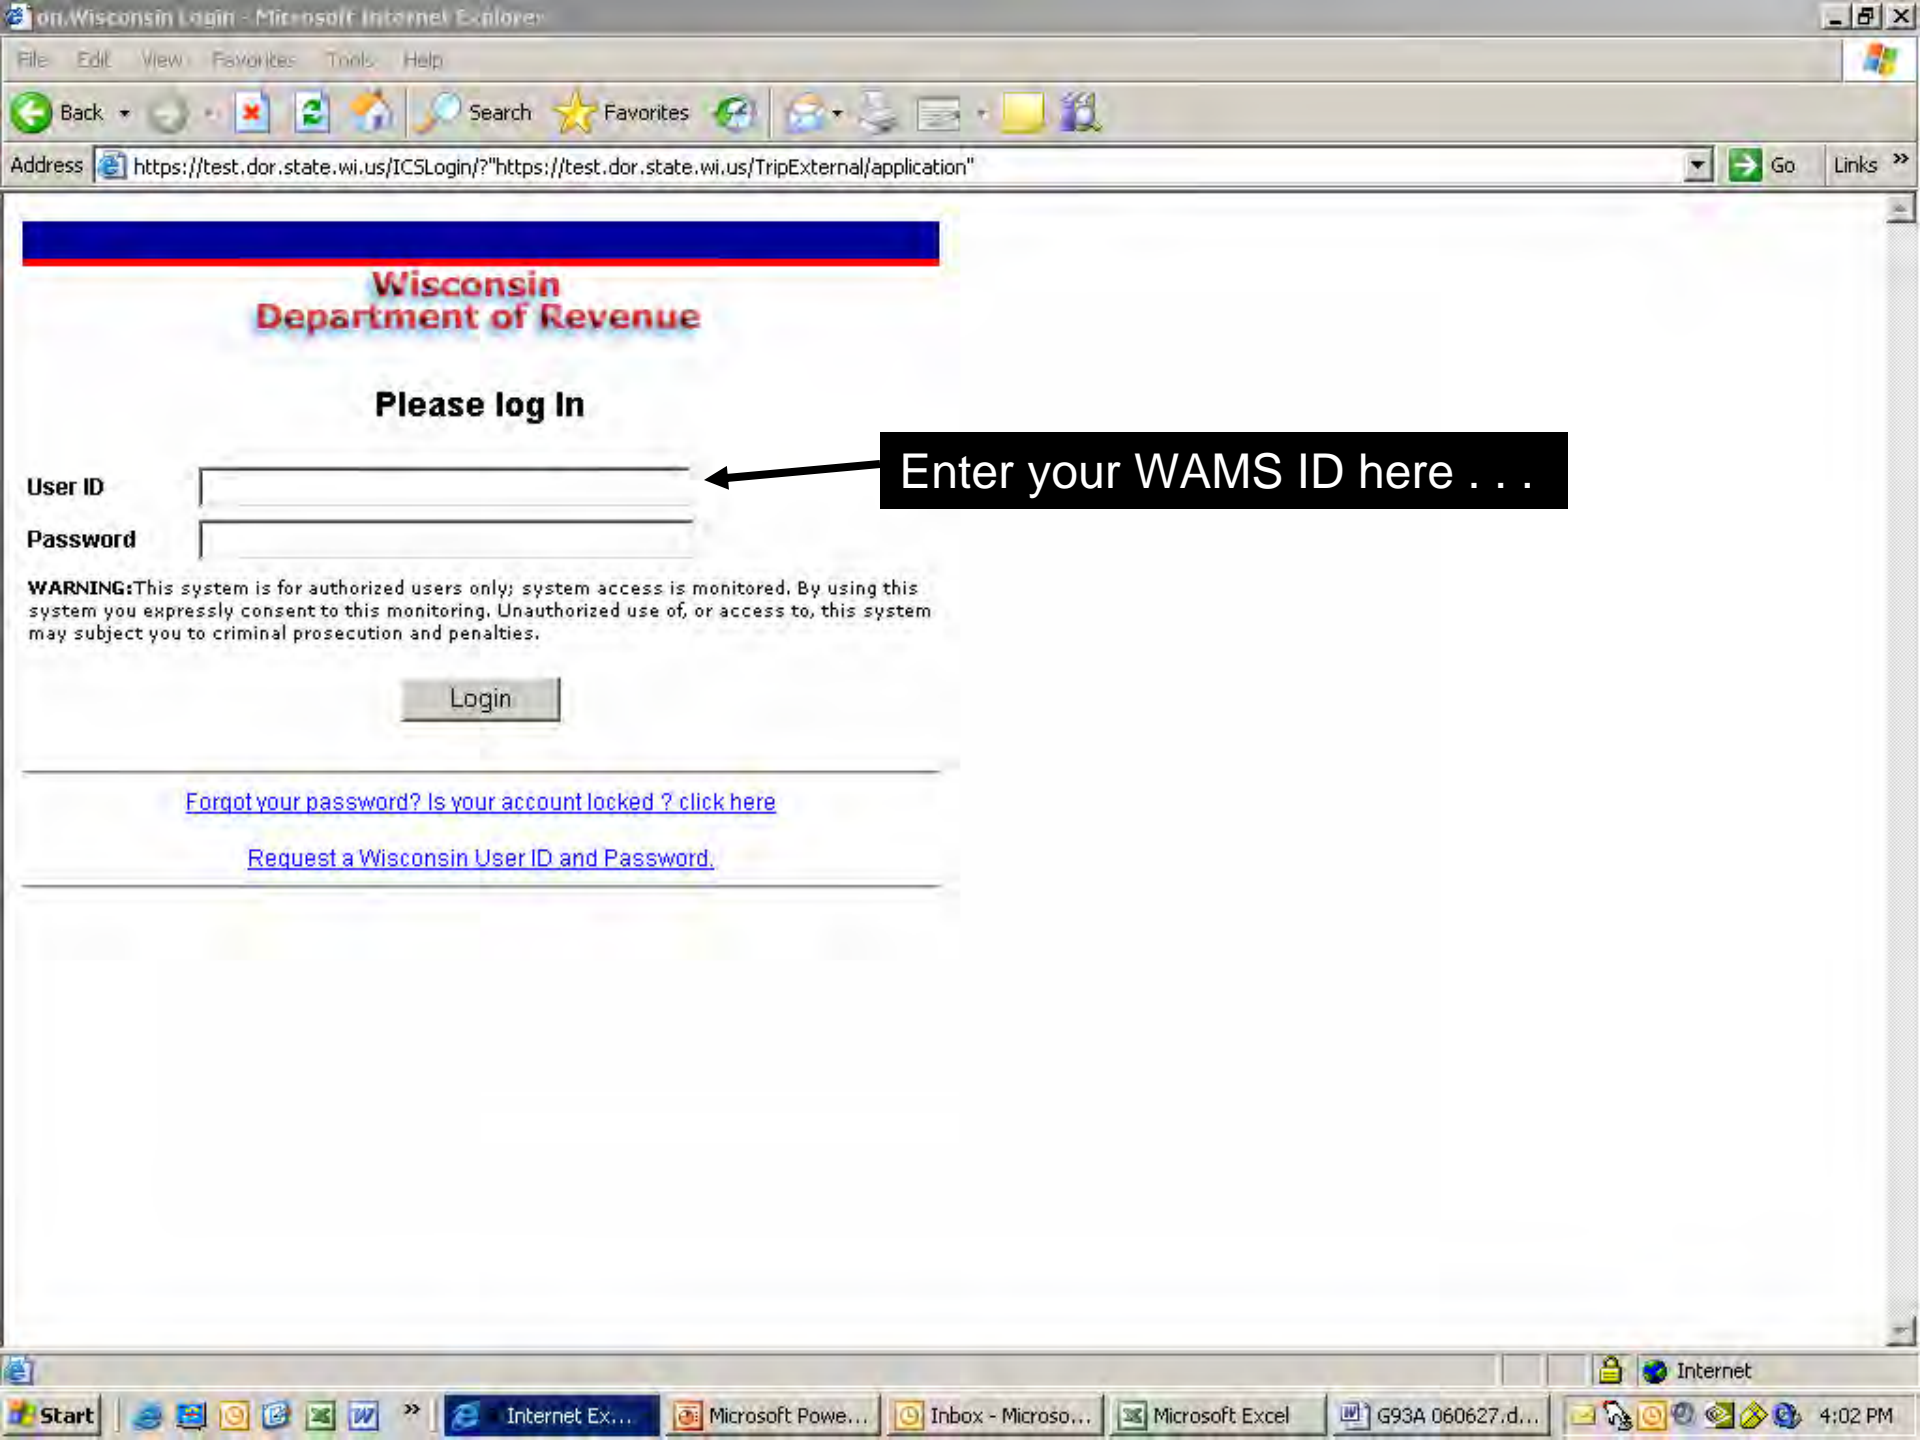 on.Wisconsin Login - Microsoft Internet Explorer
File Edit View Favorites Tools Help
Back Search Favorites
Address https://test.dor.state.wi.us/ICSLogin/?"https://test.dor.state.wi.us/TripExternal/application" Go Links »
Wisconsin
Department of Revenue
Please log In
Enter your WAMS ID here . . .
User ID
Password
WARNING:This system is for authorized users only; system access is monitored. By using this
system you expressly consent to this monitoring. Unauthorized use of, or access to, this system
may subject you to criminal prosecution and penalties.
Login
Forgot your password? Is your account locked ? click here
Request a Wisconsin User ID and Password.
Internet
Start » Internet Ex... Microsoft Powe... Inbox - Microso... Microsoft Excel G93A 060627.d... 4:02 PM